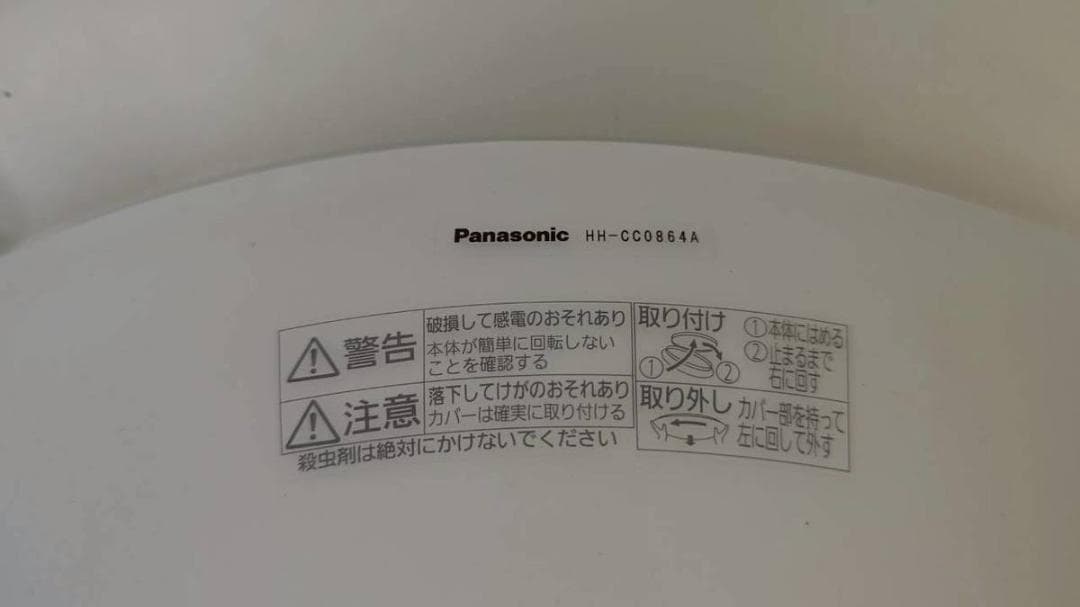 Panasonic HH-CC0864A
警告
破損して感電のおそれあり
本体が簡単に回転しない
ことを確認する
注意
落下してけがのおそれあり
カバーは確実に取り付ける
殺虫剤は絶対にかけないでください
取り付け
① ②
①本体にはめる
②止まるまで
右に回す
取り外し
カバー部を持って
左に回して外す